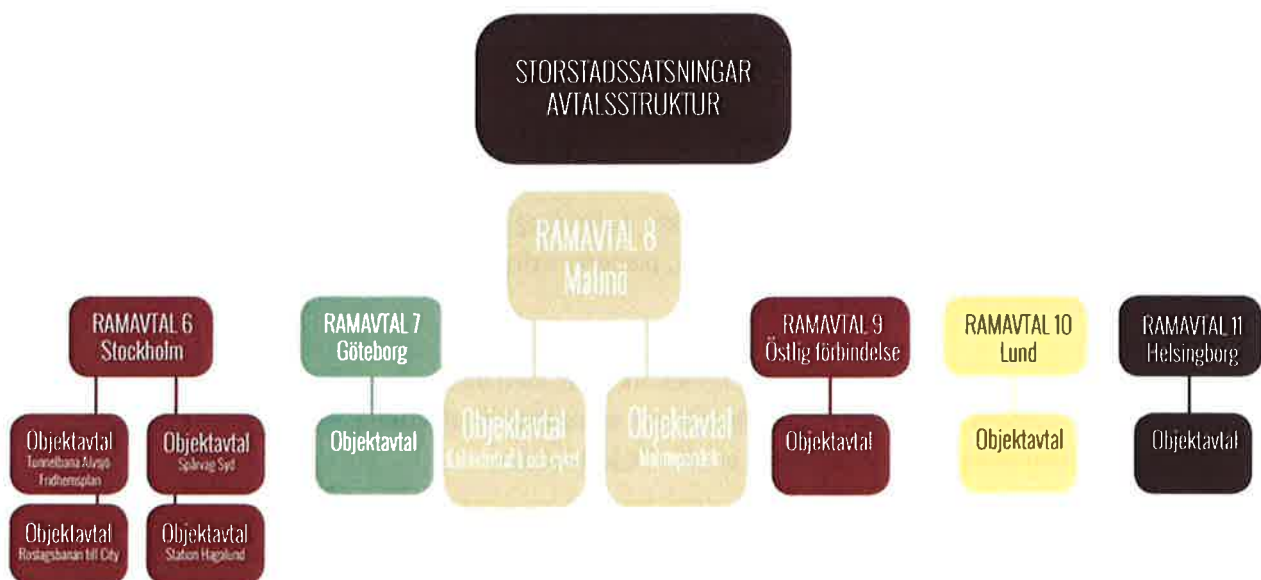 STORSTADSSATSNINGAR
AVTALSSTRUKTUR
RAMAVTAL 8
Malmö
RAMAVTAL 6
Stockholm
RAMAVTAL 7
Göteborg
RAMAVTAL 9
Östlig förbindelse
RAMAVTAL 10
Lund
RAMAVTAL 11
Helsingborg
Objektavtal
Tunnelbana Älvsjö
Fridhemsplan
Objektavtal
Spårväg Syd
Objektavtal
Objektavtal
och cykel
Objektavtal
Malmöpendeln
Objektavtal
Objektavtal
Objektavtal
Objektavtal
Roslagsbanan till City
Objektavtal
Station Hagalund